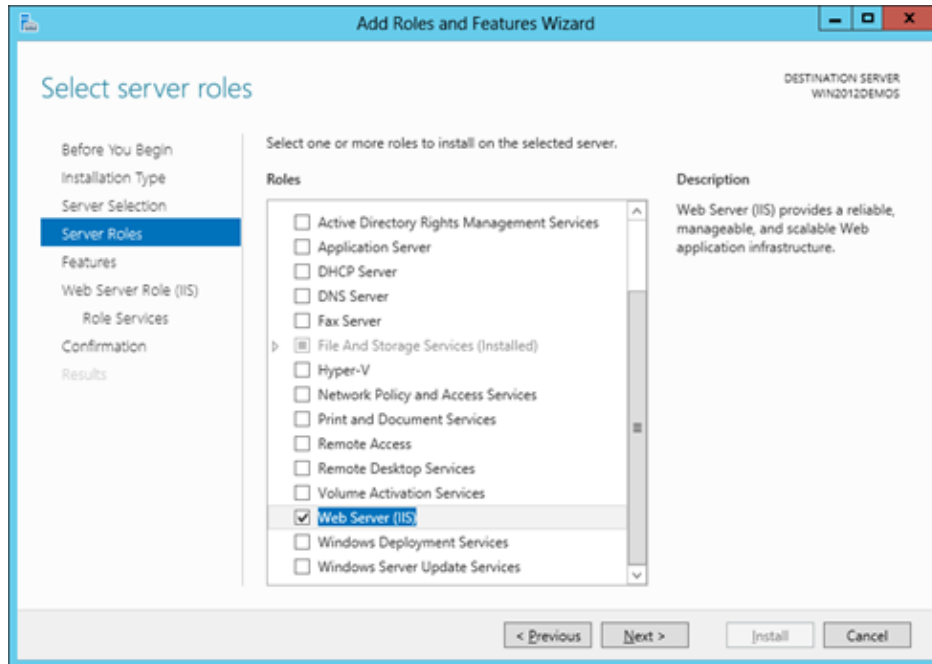 Add Roles and Features Wizard
Select server roles
DESTINATION SERVER
WIN2012DEMOS
Before You Begin
Installation Type
Server Selection
Server Roles
Features
Web Server Role (IIS)
Role Services
Confirmation
Results
Select one or more roles to install on the selected server.
Roles
Active Directory Rights Management Services
Application Server
DHCP Server
DNS Server
Fax Server
File And Storage Services (Installed)
Hyper-V
Network Policy and Access Services
Print and Document Services
Remote Access
Remote Desktop Services
Volume Activation Services
Web Server (IIS)
Windows Deployment Services
Windows Server Update Services
Description
Web Server (IIS) provides a reliable,
manageable, and scalable Web
application infrastructure.
< Previous
Next >
Install
Cancel